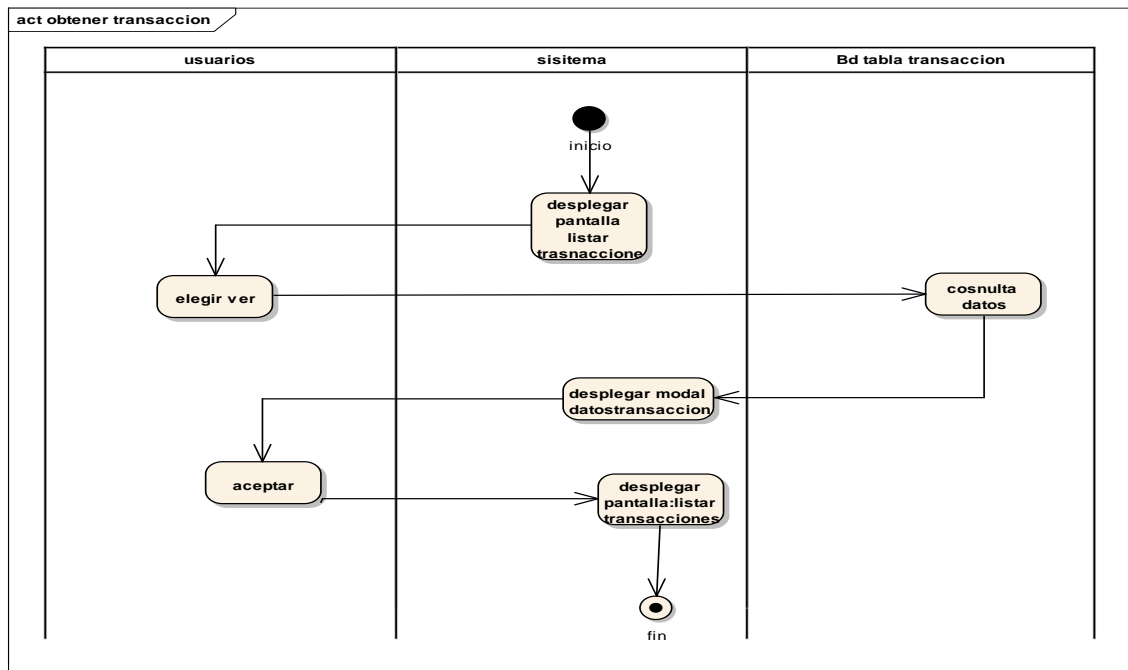 act obtener transaccion
usuarios
sisitema
Bd tabla transaccion
inicio
desplegar
pantalla
listar
trasnaccione
elegir ver
cosnulta
datos
desplegar modal
datostransaccion
aceptar
desplegar
pantalla:listar
transacciones
fin